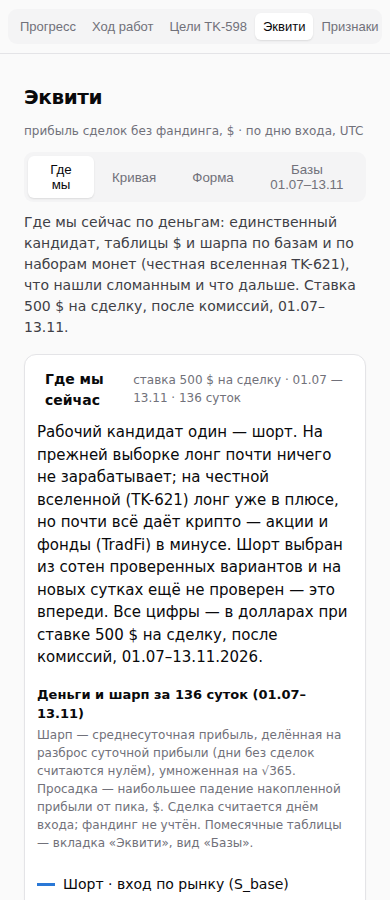 Прогресс Ход работ Цели TK-598 Эквити Признаки
Эквити
прибыль сделок без фандинга, $ · по дню входа, UTC
Где мы
Кривая
Форма
Базы 01.07–13.11
Где мы сейчас по деньгам: единственный
кандидат, таблицы $ и шарпа по базам и по
наборам монет (честная вселенная TK-621),
что нашли сломанным и что дальше. Ставка
500 $ на сделку, после комиссий, 01.07–
13.11.
Где мы
сейчас
ставка 500 $ на сделку · 01.07 —
13.11 · 136 суток
Рабочий кандидат один — шорт. На
прежней выборке лонг почти ничего
не зарабатывает; на честной
вселенной (TK-621) лонг уже в плюсе,
но почти всё даёт крипто — акции и
фонды (TradFi) в минусе. Шорт выбран
из сотен проверенных вариантов и на
новых сутках ещё не проверен — это
впереди. Все цифры — в долларах при
ставке 500 $ на сделку, после
комиссий, 01.07–13.11.2026.
Деньги и шарп за 136 суток (01.07–
13.11)
Шарп — среднесуточная прибыль, делённая на
разброс суточной прибыли (дни без сделок
считаются нулём), умноженная на √365.
Просадка — наибольшее падение накопленной
прибыли от пика, $. Сделка считается днём
входа; фандинг не учтён. Помесячные таблицы
— вкладка «Эквити», вид «Базы».
Шорт · вход по рынку (S_base)